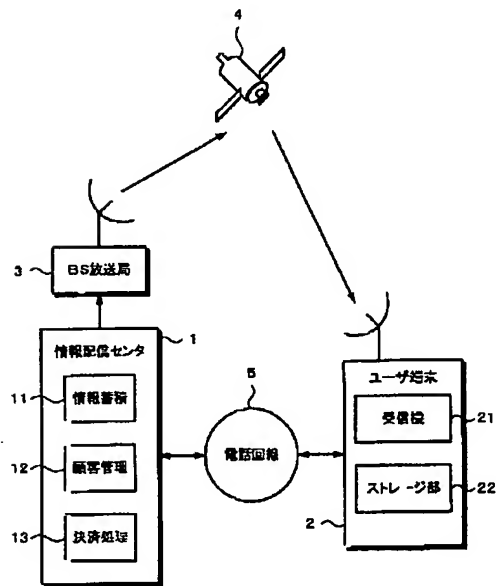 4
3
BS放送局
情報配信センタ
1
11
情報蓄積
12
顧客管理
13
決済処理
5
電話回線
ユーザ端末
受信機
21
ストレージ部
22
2